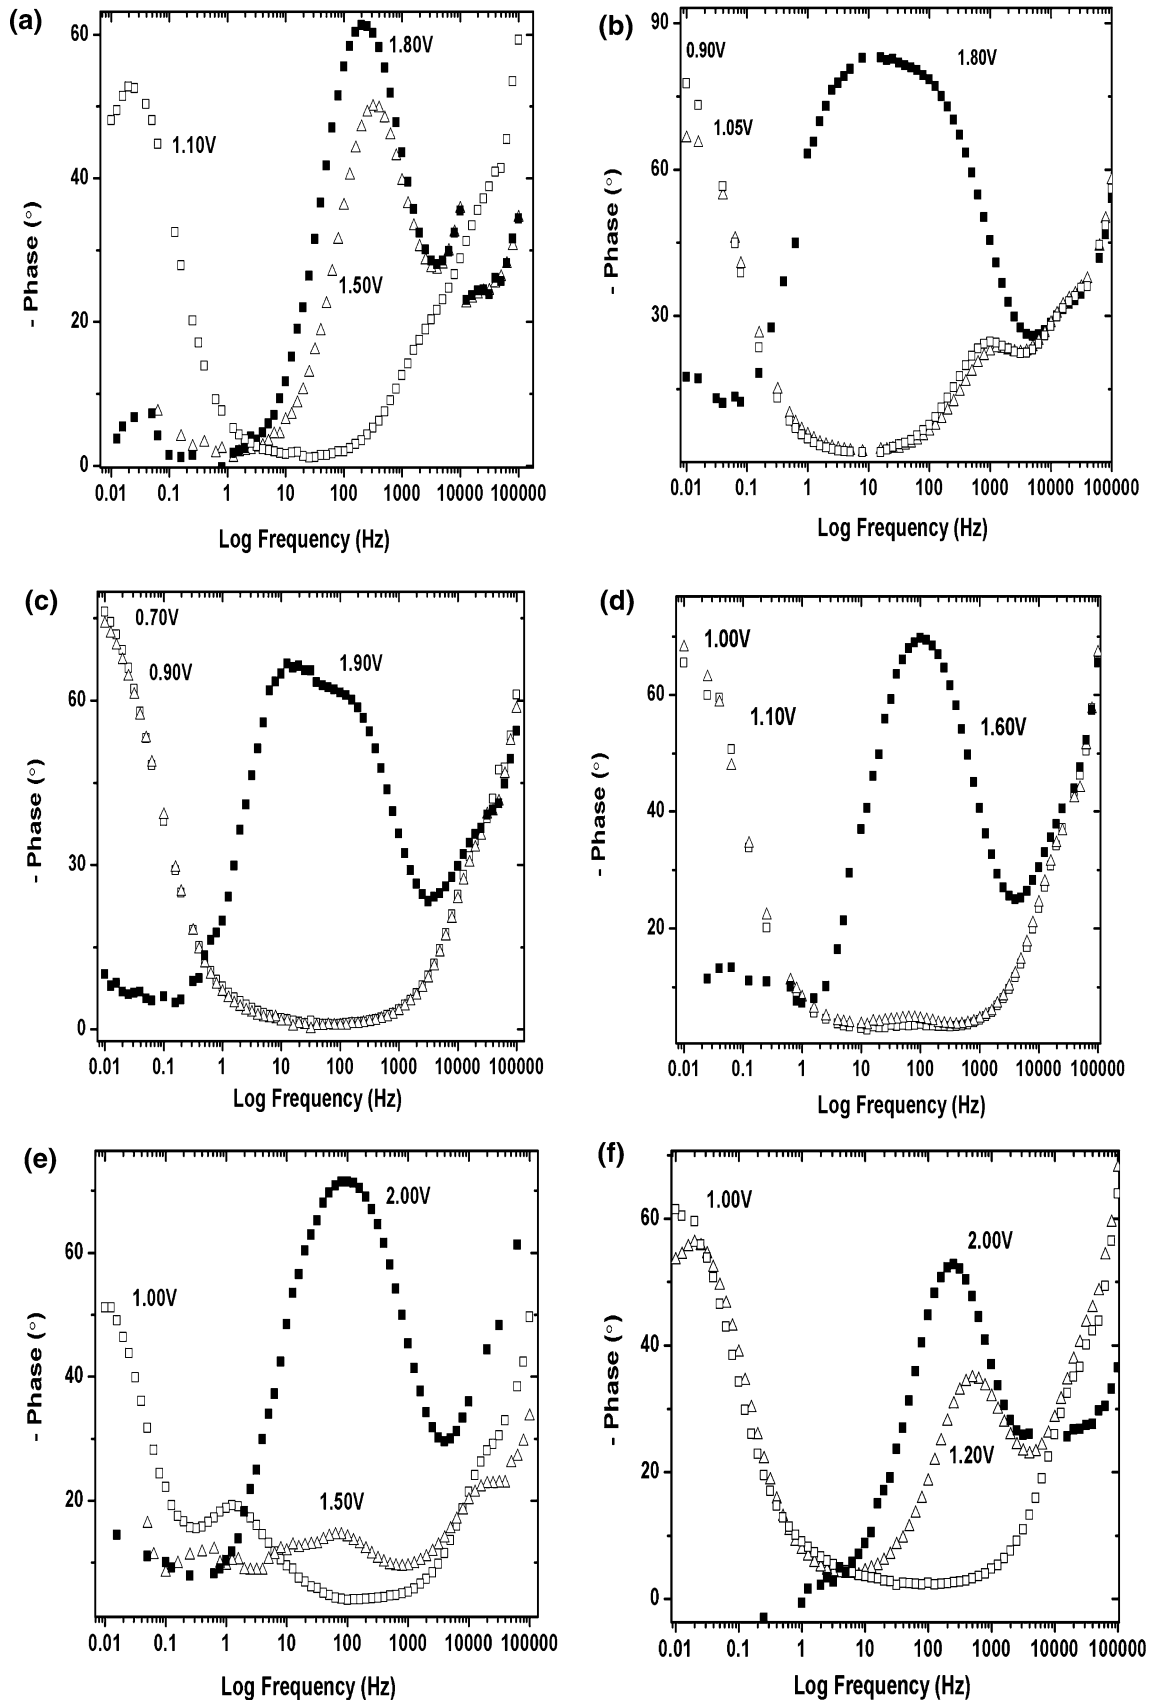 (a)
60
40
20
0
- Phase (°)
1.80V
1.10V
1.50V
0.01 0.1 1 10 100 1000 10000 100000
Log Frequency (Hz)
(b)
90
60
30
- Phase (°)
0.90V
1.05V
1.80V
0.01 0.1 1 10 100 1000 10000 100000
Log Frequency (Hz)
(c)
60
30
0
- Phase (°)
0.70V
0.90V
1.90V
0.01 0.1 1 10 100 1000 10000 100000
Log Frequency (Hz)
(d)
60
40
20
- Phase (°)
1.00V
1.10V
1.60V
0.01 0.1 1 10 100 1000 10000 100000
Log Frequency (Hz)
(e)
60
40
20
- Phase (°)
2.00V
1.00V
1.50V
0.01 0.1 1 10 100 1000 10000 100000
Log Frequency (Hz)
(f)
60
40
20
0
- Phase (°)
1.00V
2.00V
1.20V
0.01 0.1 1 10 100 1000 10000 100000
Log Frequency (Hz)